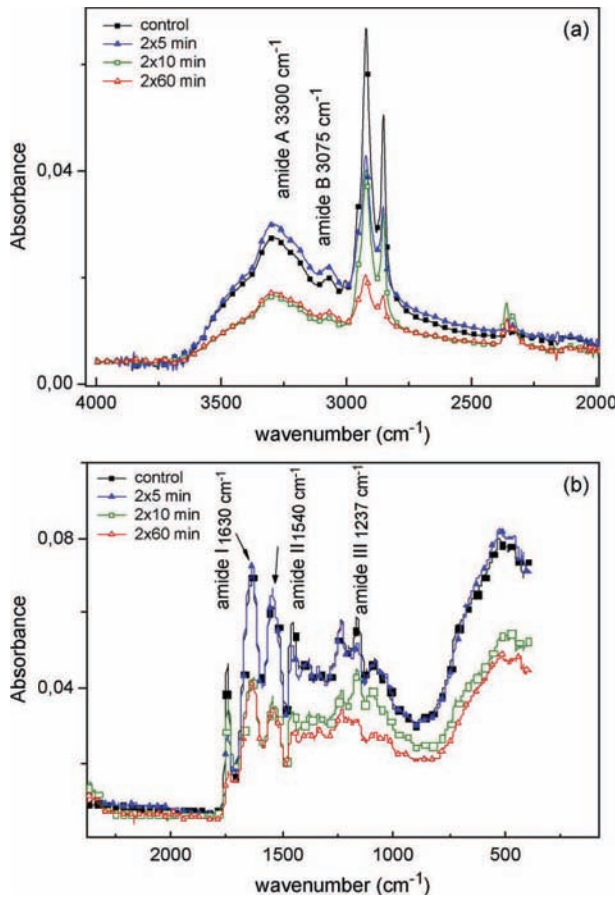 control
2x5 min
2x10 min
2x60 min
(a)
amide A 3300 cm⁻¹
amide B 3075 cm⁻¹
Absorbance
0,04
0,00
4000 3500 3000 2500 2000
wavenumber (cm⁻¹)
control
2x5 min
2x10 min
2x60 min
(b)
amide I 1630 cm⁻¹
amide II 1540 cm⁻¹
amide III 1237 cm⁻¹
Absorbance
0,08
0,04
2000 1500 1000 500
wavenumber (cm⁻¹)